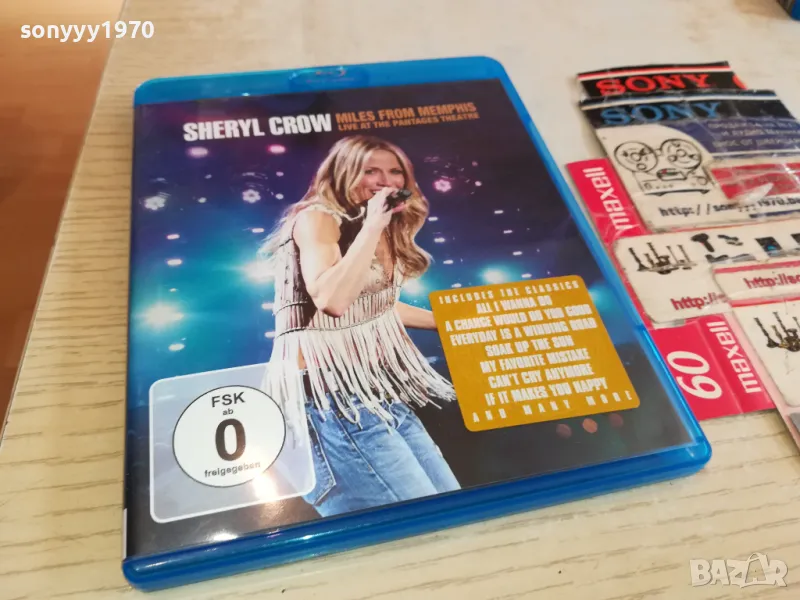 sonyyy1970
SHERYL CROW
MILES FROM MEMPHIS
LIVE AT THE PANTAGES THEATRE
INCLUDES THE CLASSICS
ALL I WANNA DO
A CHANGE WOULD DO YOU GOOD
EVERYDAY IS A WINDING ROAD
SOAK UP THE SUN
MY FAVORITE MISTAKE
CAN'T CRY ANYMORE
IF IT MAKES YOU HAPPY
AND MANY MORE
FSK
ab
0
freigegeben
SONY
SONY
maxell
http://
http://
60
maxell
http://
BAZAR